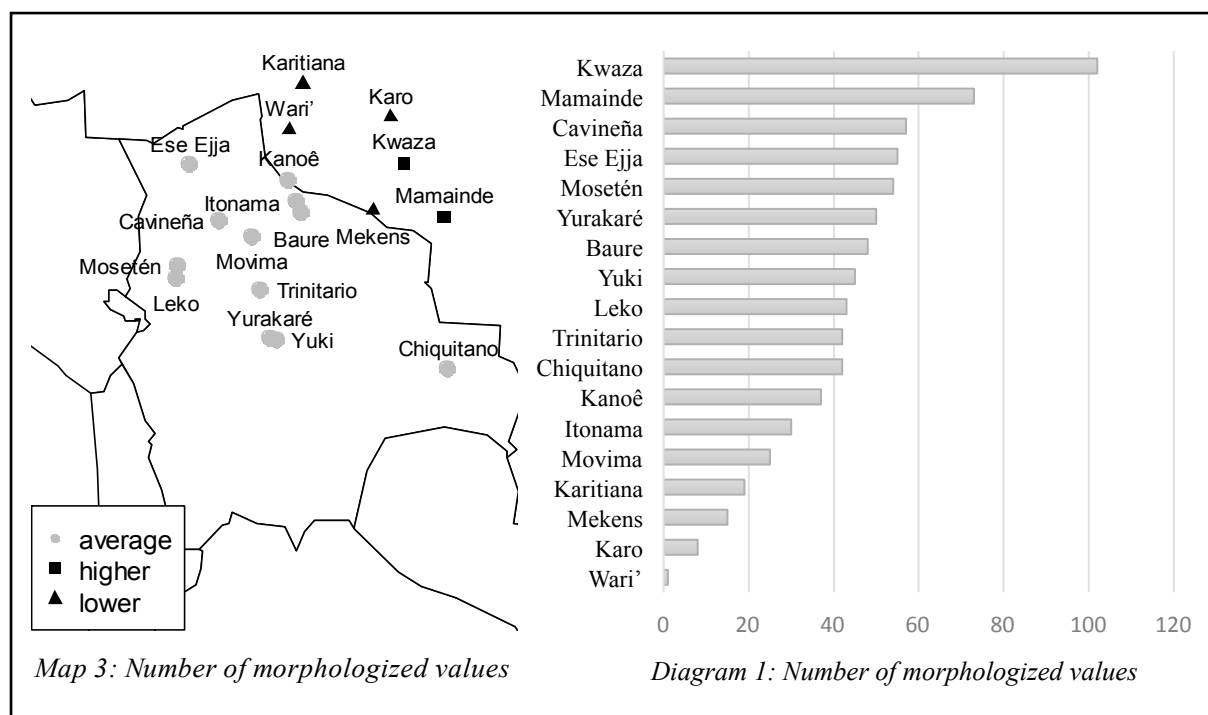 Karitiana
Wari’
Karo
Ese Ejja
Kanoê
Kwaza
Itonama
Mamainde
Cavineña
Baure
Mekens
Mosetén
Movima
Leko
Trinitario
Yurakaré
Yuki
Chiquitano
average
higher
lower
Map 3: Number of morphologized values
Kwaza
Mamainde
Cavineña
Ese Ejja
Mosetén
Yurakaré
Baure
Yuki
Leko
Trinitario
Chiquitano
Kanoê
Itonama
Movima
Karitiana
Mekens
Karo
Wari’
0 20 40 60 80 100 120
Diagram 1: Number of morphologized values